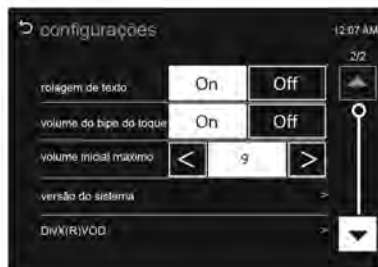 configurações
12:07 AM
2/2
rolagem de texto On Off
volume do bipe do toque On Off
volume inicial maximo < 9 >
versão do sistema >
DivX(R)VOD >